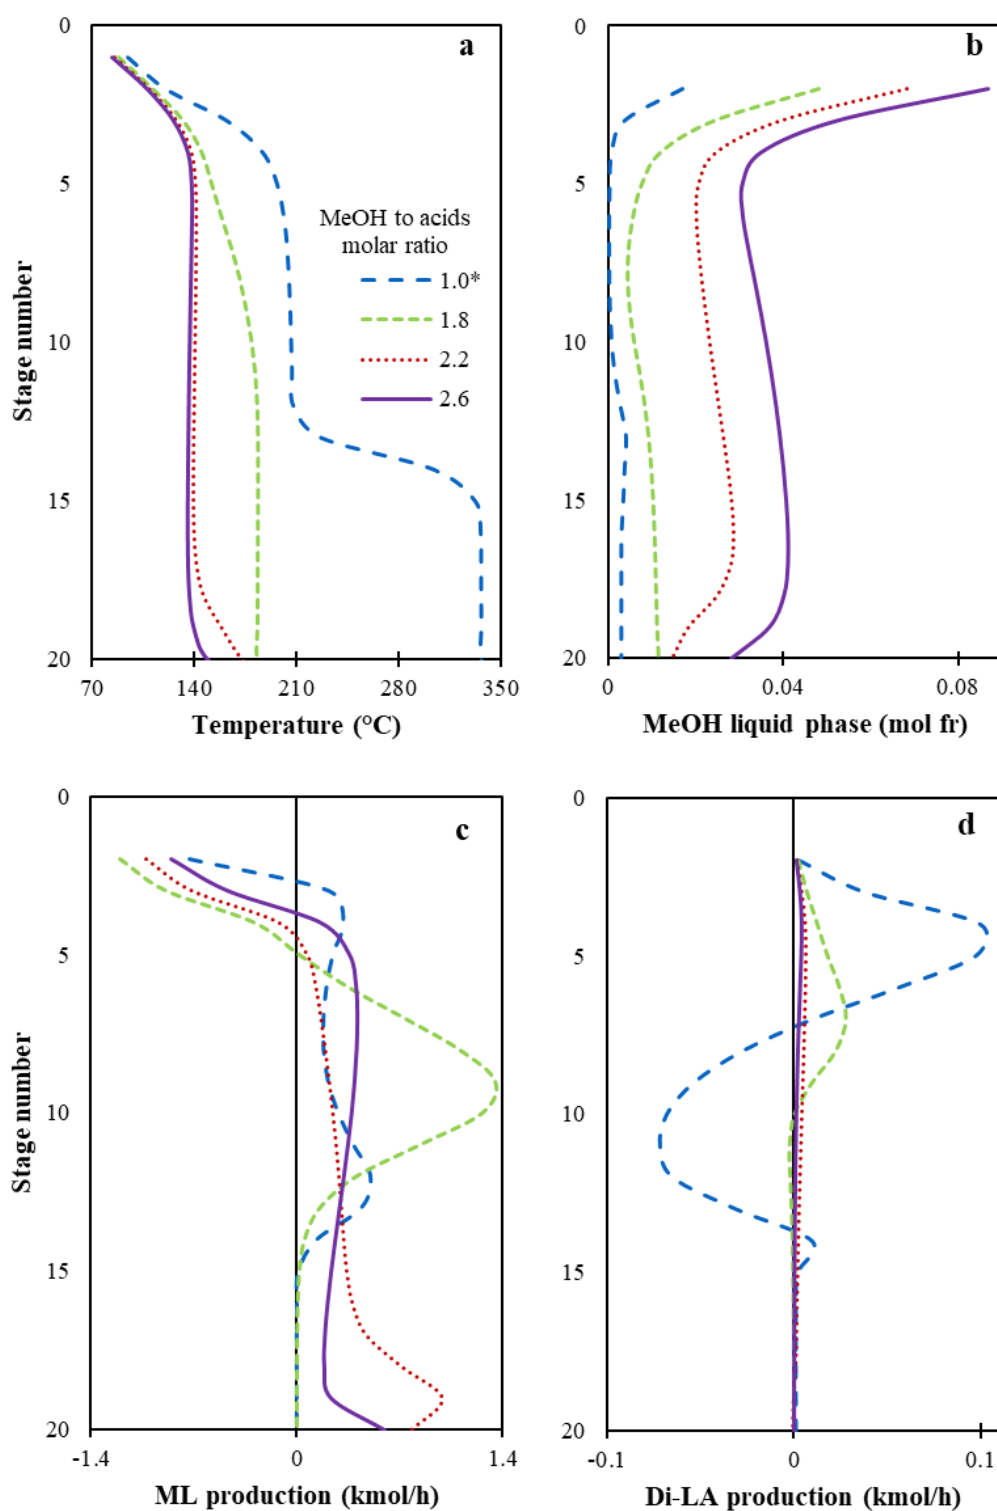 0
a
5
MeOH to acids
molar ratio
1.0*
1.8
2.2
2.6
10
15
20
Stage number
70 140 210 280 350
Temperature (°C)
0
b
5
10
15
20
0 0.04 0.08
MeOH liquid phase (mol fr)
0
c
5
10
15
20
Stage number
-1.4 0 1.4
ML production (kmol/h)
0
d
5
10
15
20
-0.1 0 0.1
Di-LA production (kmol/h)